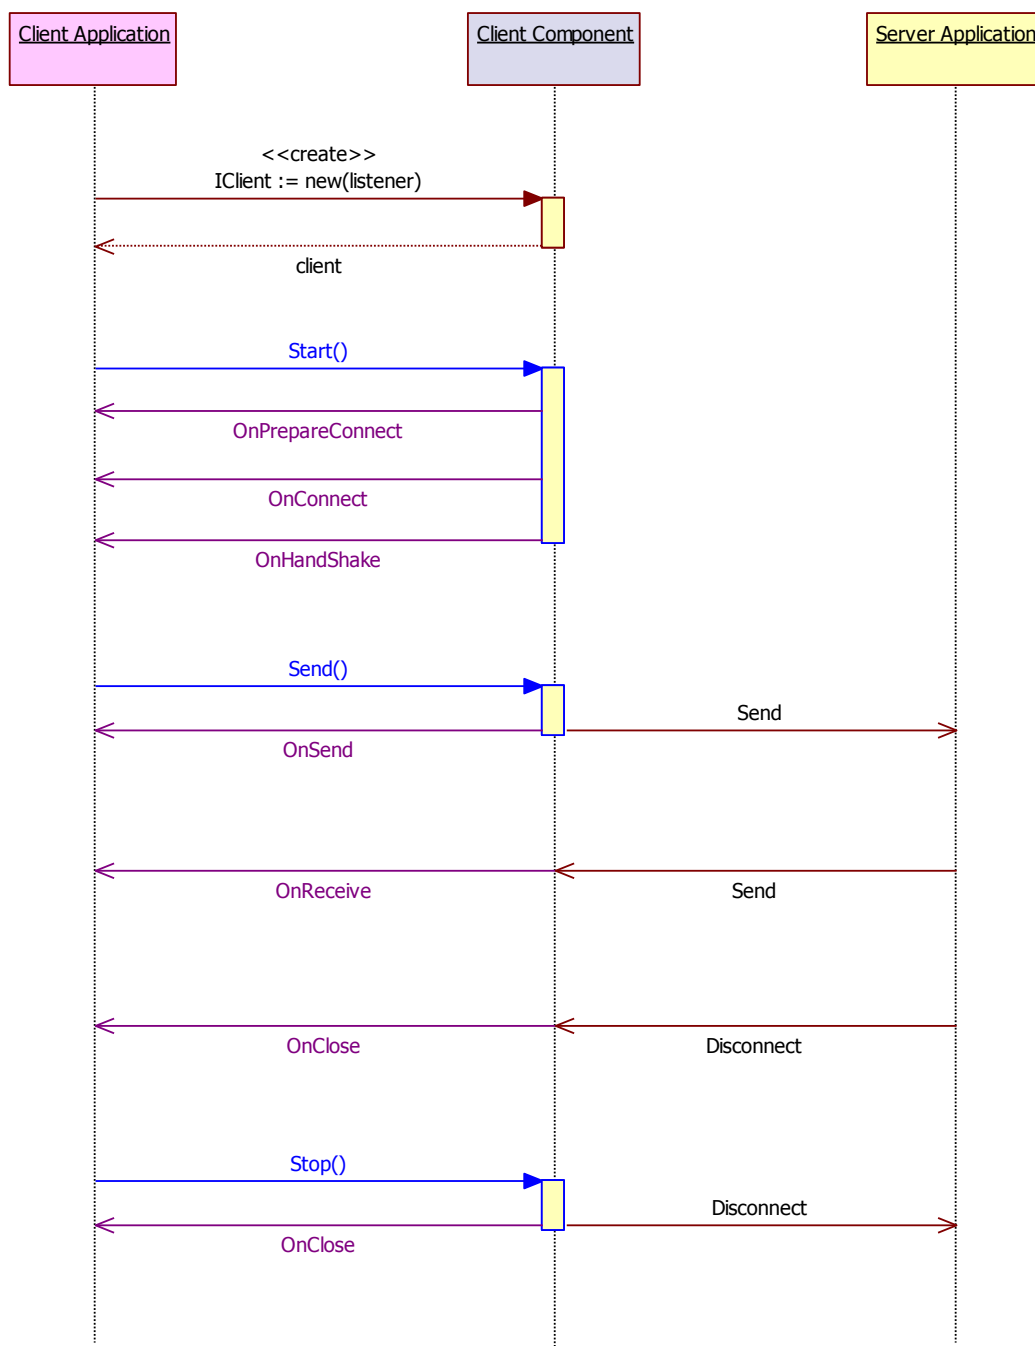 Client Application
Client Component
Server Application
<<create>>
IClient := new(listener)
client
Start()
OnPrepareConnect
OnConnect
OnHandShake
Send()
Send
OnSend
OnReceive
Send
OnClose
Disconnect
Stop()
Disconnect
OnClose